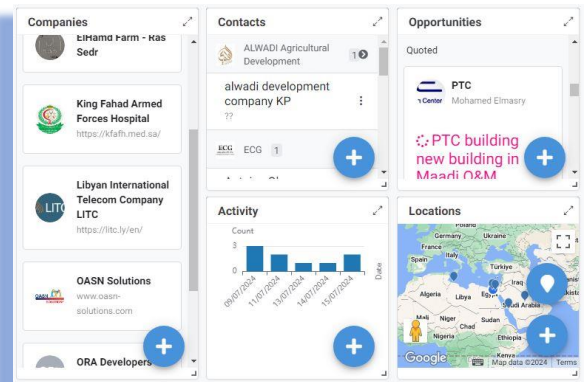 Companies
ElHamd Farm - Ras
Sedr
King Fahad Armed
Forces Hospital
https://kfafh.med.sa/
LITC
Libyan International
Telecom Company
LITC
https://litc.ly/en/
OASN Solutions
www.oasn-
solutions.com
ORA Developers
Contacts
ALWADI Agricultural
Development
1
alwadi development
company KP
??
ECG
ECG 1
Opportunities
Quoted
PTC
Mohamed Elmasry
PTC building
new building in
Maadi O&M
Activity
Count
3
0
09/07/2024
11/07/2024
13/07/2024
14/07/2024
15/07/2024
Date
Locations
Poland
Germany
Ukraine
France
Italy
Spain
Türkiye
Iraq
Algeria
Libya
Egypt
Saudi Arabia
Mali
Niger
Chad
Sudan
Nigeria
Ethiopia
Kenya
Google
Map data ©2024
Terms